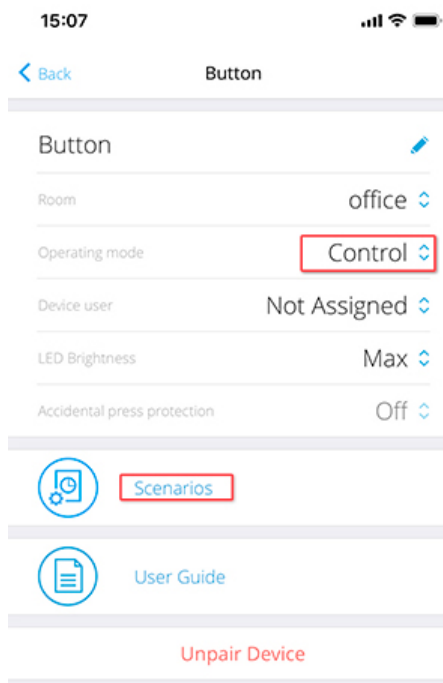 15:07
Back Button
Button
Room office
Operating mode Control
Device user Not Assigned
LED Brightness Max
Accidental press protection Off
Scenarios
User Guide
Unpair Device